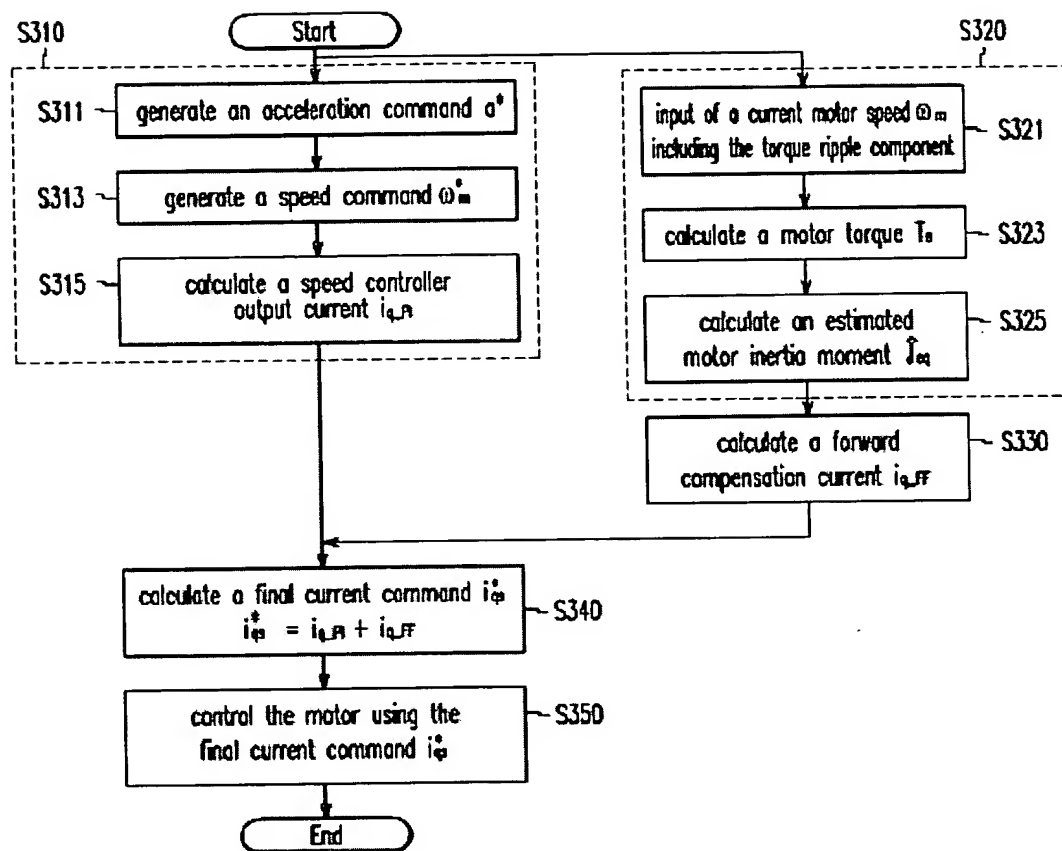 Start
S310
S311
generate an acceleration command a*
S313
generate a speed command ω*m
S315
calculate a speed controller
output current iq_PI
S320
input of a current motor speed ωm
including the torque ripple component
S321
calculate a motor torque Te
S323
calculate an estimated
motor inertia moment Ĵeq
S325
calculate a forward
compensation current iq_FF
S330
calculate a final current command i*qs
i*qs = iq_PI + iq_FF
S340
control the motor using the
final current command i*qs
S350
End